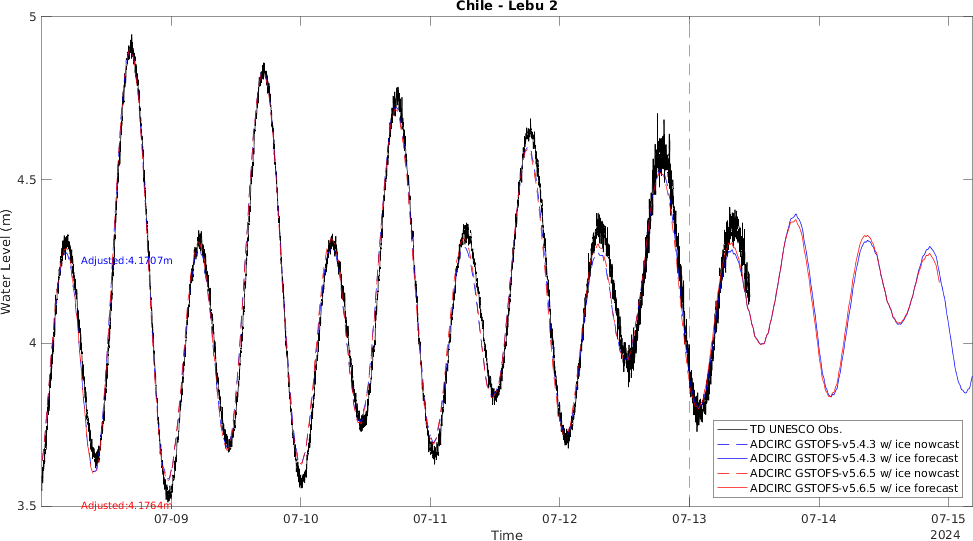 Chile - Lebu 2
5
4.5
4
3.5
Water Level (m)
Adjusted:4.1707m
Adjusted:4.1764m
TD UNESCO Obs.
ADCIRC GSTOFS-v5.4.3 w/ ice nowcast
ADCIRC GSTOFS-v5.4.3 w/ ice forecast
ADCIRC GSTOFS-v5.6.5 w/ ice nowcast
ADCIRC GSTOFS-v5.6.5 w/ ice forecast
07-09 07-10 07-11 07-12 07-13 07-14 07-15
Time
2024